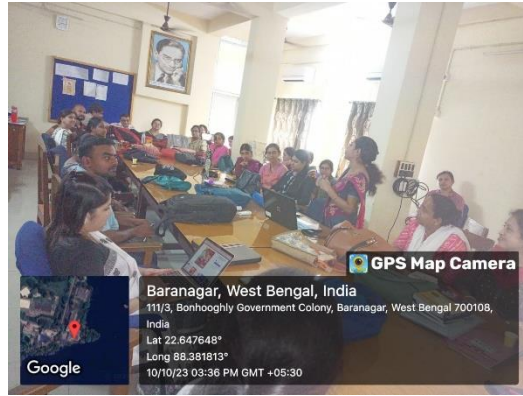 GPS Map Camera
Baranagar, West Bengal, India
111/3, Bonhooghly Government Colony, Baranagar, West Bengal 700108,
India
Lat 22.647648°
Long 88.381813°
10/10/23 03:36 PM GMT +05:30
Google